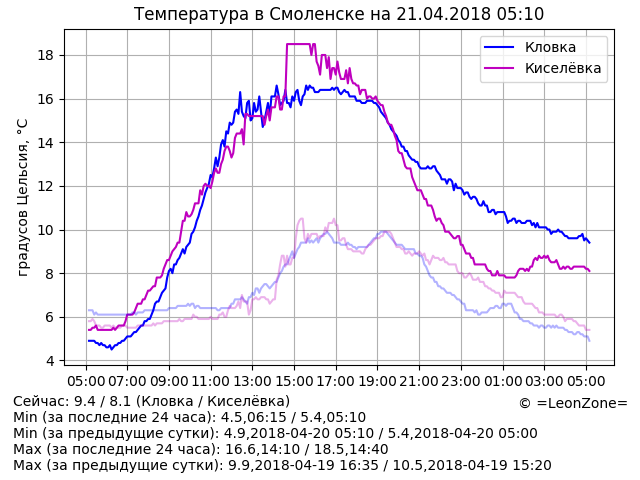 Температура в Смоленске на 21.04.2018 05:10
Кловка
Киселёвка
градусов Цельсия, °C
18
16
14
12
10
8
6
4
05:00 07:00 09:00 11:00 13:00 15:00 17:00 19:00 21:00 23:00 01:00 03:00 05:00
Сейчас: 9.4 / 8.1 (Кловка / Киселёвка)
© =LeonZone=
Min (за последние 24 часа): 4.5,06:15 / 5.4,05:10
Min (за предыдущие сутки): 4.9,2018-04-20 05:10 / 5.4,2018-04-20 05:00
Max (за последние 24 часа): 16.6,14:10 / 18.5,14:40
Max (за предыдущие сутки): 9.9,2018-04-19 16:35 / 10.5,2018-04-19 15:20